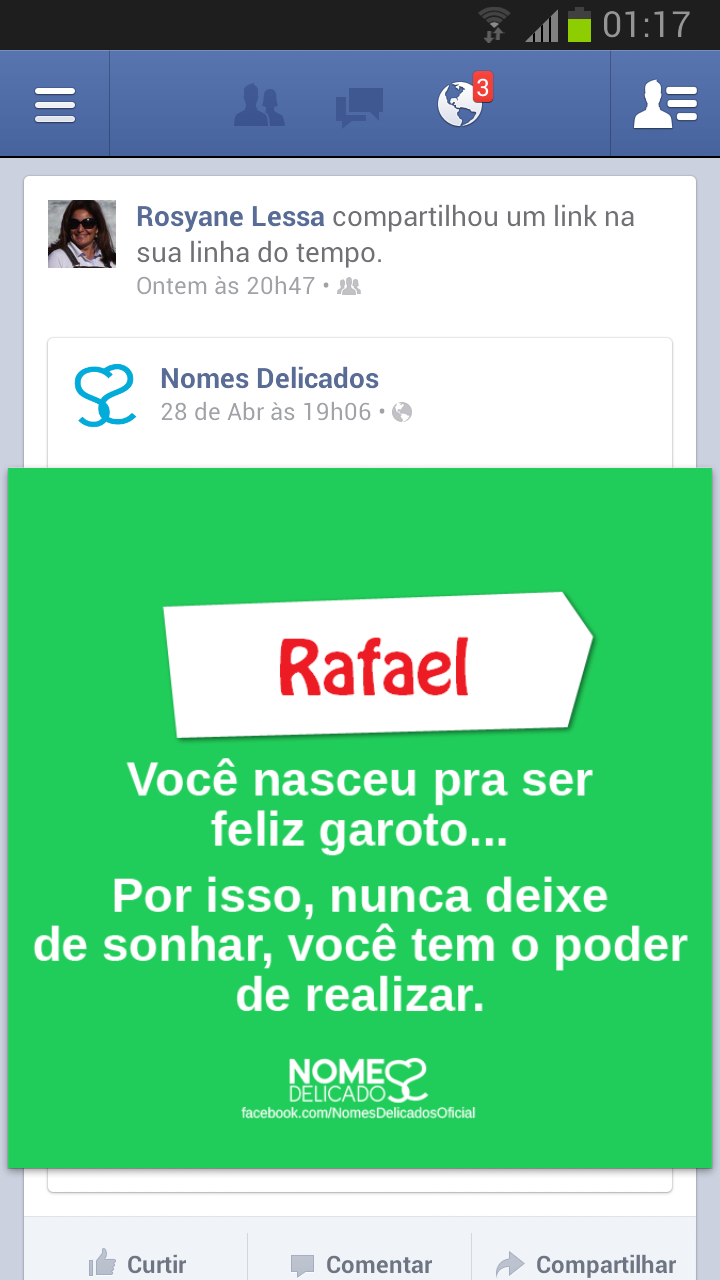 01:17
3
Rosyane Lessa compartilhou um link na
sua linha do tempo.
Ontem às 20h47 •
Nomes Delicados
28 de Abr às 19h06 •
Rafael
Você nasceu pra ser
feliz garoto...
Por isso, nunca deixe
de sonhar, você tem o poder
de realizar.
NOME
DELICADO
facebook.com/NomesDelicadosOficial
Curtir Comentar Compartilhar